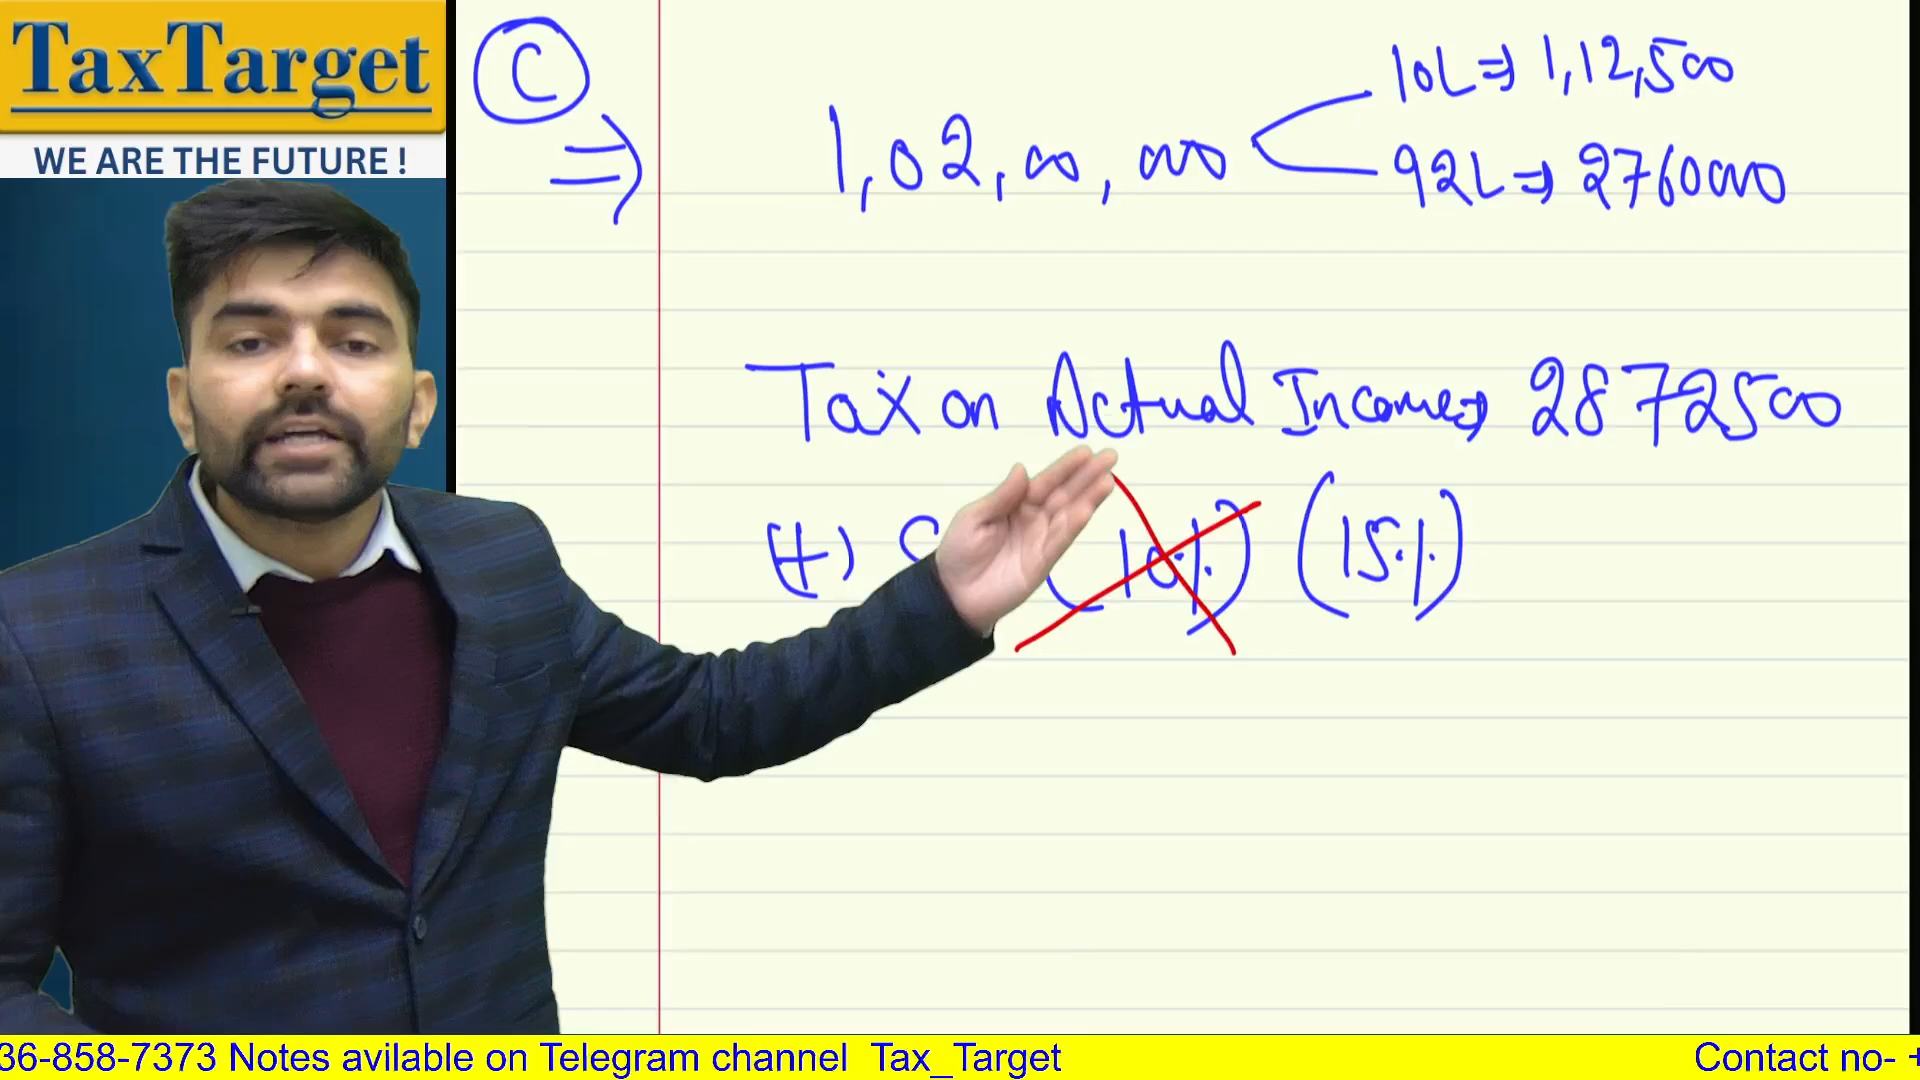 TaxTarget
WE ARE THE FUTURE !
C
⇒ 1,02,00,000
10L ⇒ 1,12,500
92L ⇒ 2760000
Tax on Actual Income ⇒ 2872500
(+) (10%) (15%)
36-858-7373 Notes avilable on Telegram channel Tax_Target Contact no- +